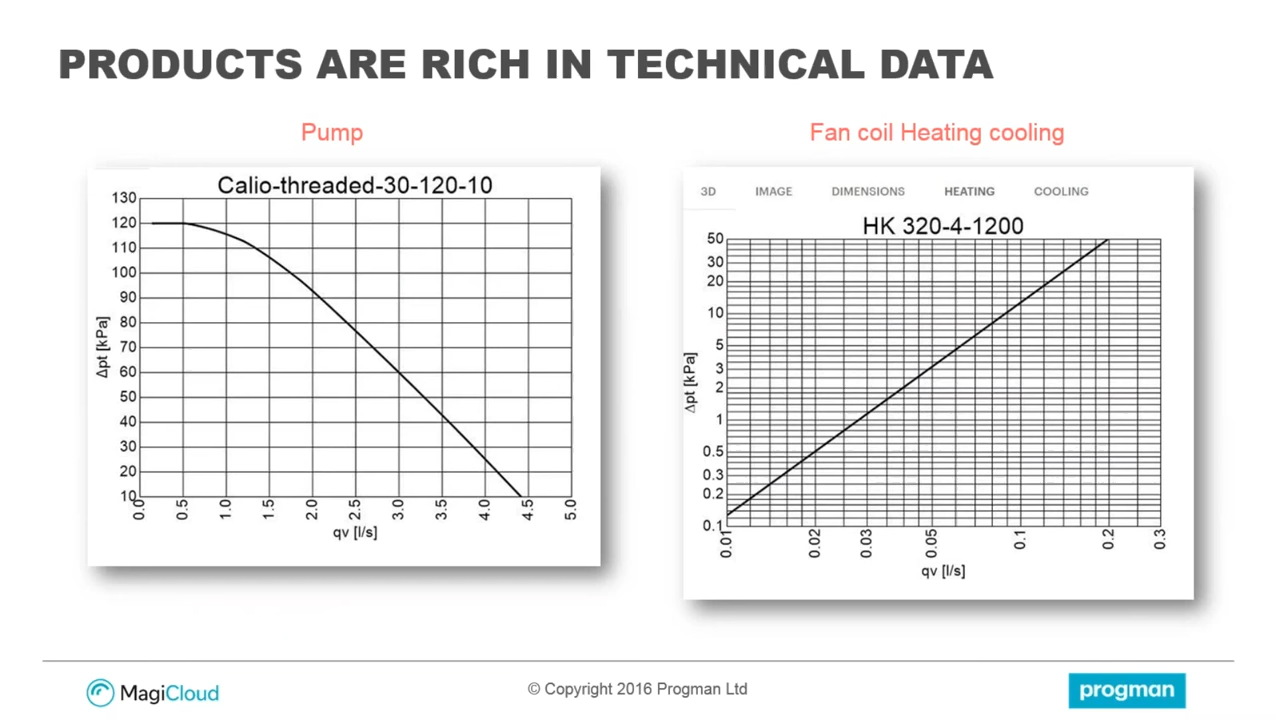 PRODUCTS ARE RICH IN TECHNICAL DATA
Pump
Calio-threaded-30-120-10
130
120
110
100
90
80
70
60
50
40
30
20
10
Δpt [kPa]
0.0 0.5 1.0 1.5 2.0 2.5 3.0 3.5 4.0 4.5 5.0
qv [l/s]
Fan coil Heating cooling
3D IMAGE DIMENSIONS HEATING COOLING
HK 320-4-1200
50
30
20
10
5
3
2
1
0.5
0.3
0.2
0.1
Δpt [kPa]
0.01 0.02 0.03 0.05 0.1 0.2 0.3
qv [l/s]
MagiCloud
© Copyright 2016 Progman Ltd
progman